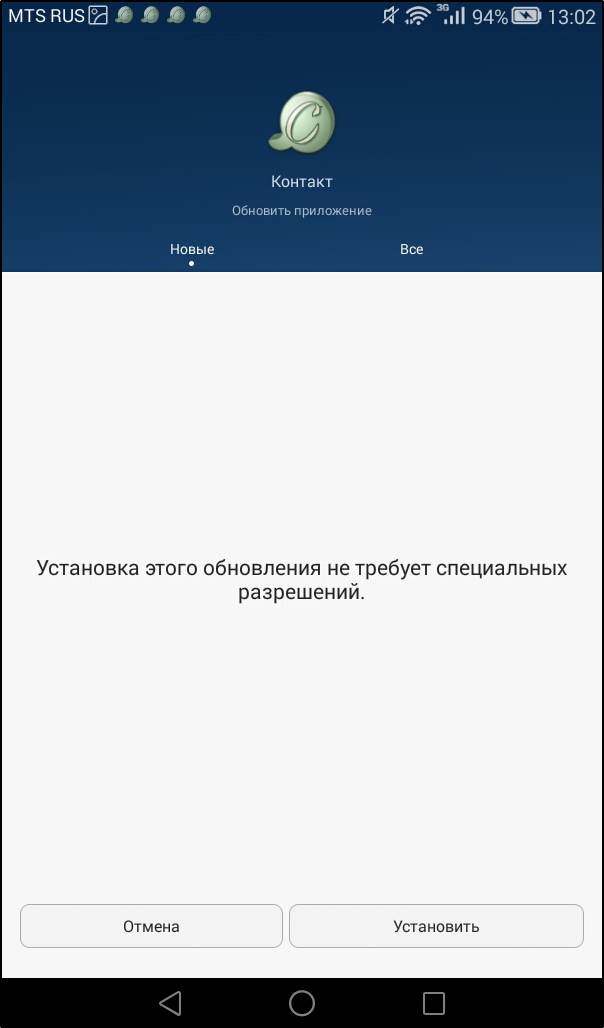 MTS RUS 3G 94% 13:02
Контакт
Обновить приложение
Новые Все
Установка этого обновления не требует специальных
разрешений.
Отмена Установить